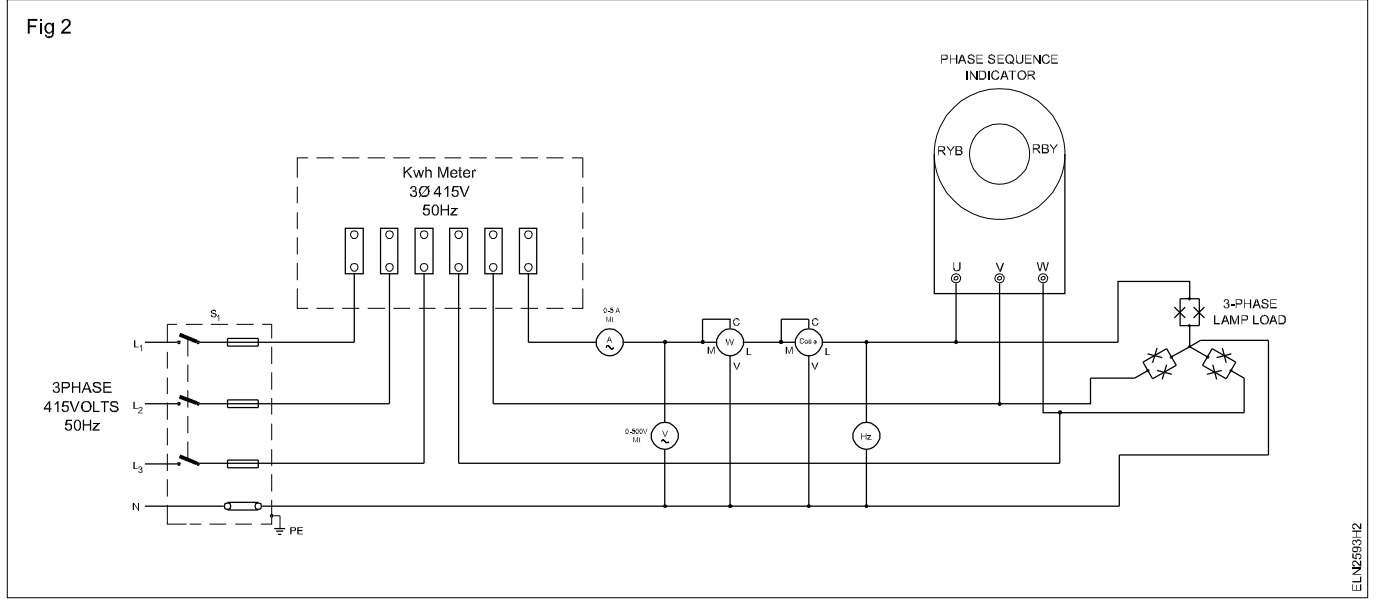 Fig 2
PHASE SEQUENCE
INDICATOR
RYB
RBY
U V W
Kwh Meter
3Ø 415V
50Hz
S1
L1
L2
L3
N
PE
3PHASE
415VOLTS
50Hz
0-5 A
MI
A
~
0-500V
MI
V
~
C
M W L
V
C
M Cos ø L
V
Hz
3-PHASE
LAMP LOAD
ELN2593H2